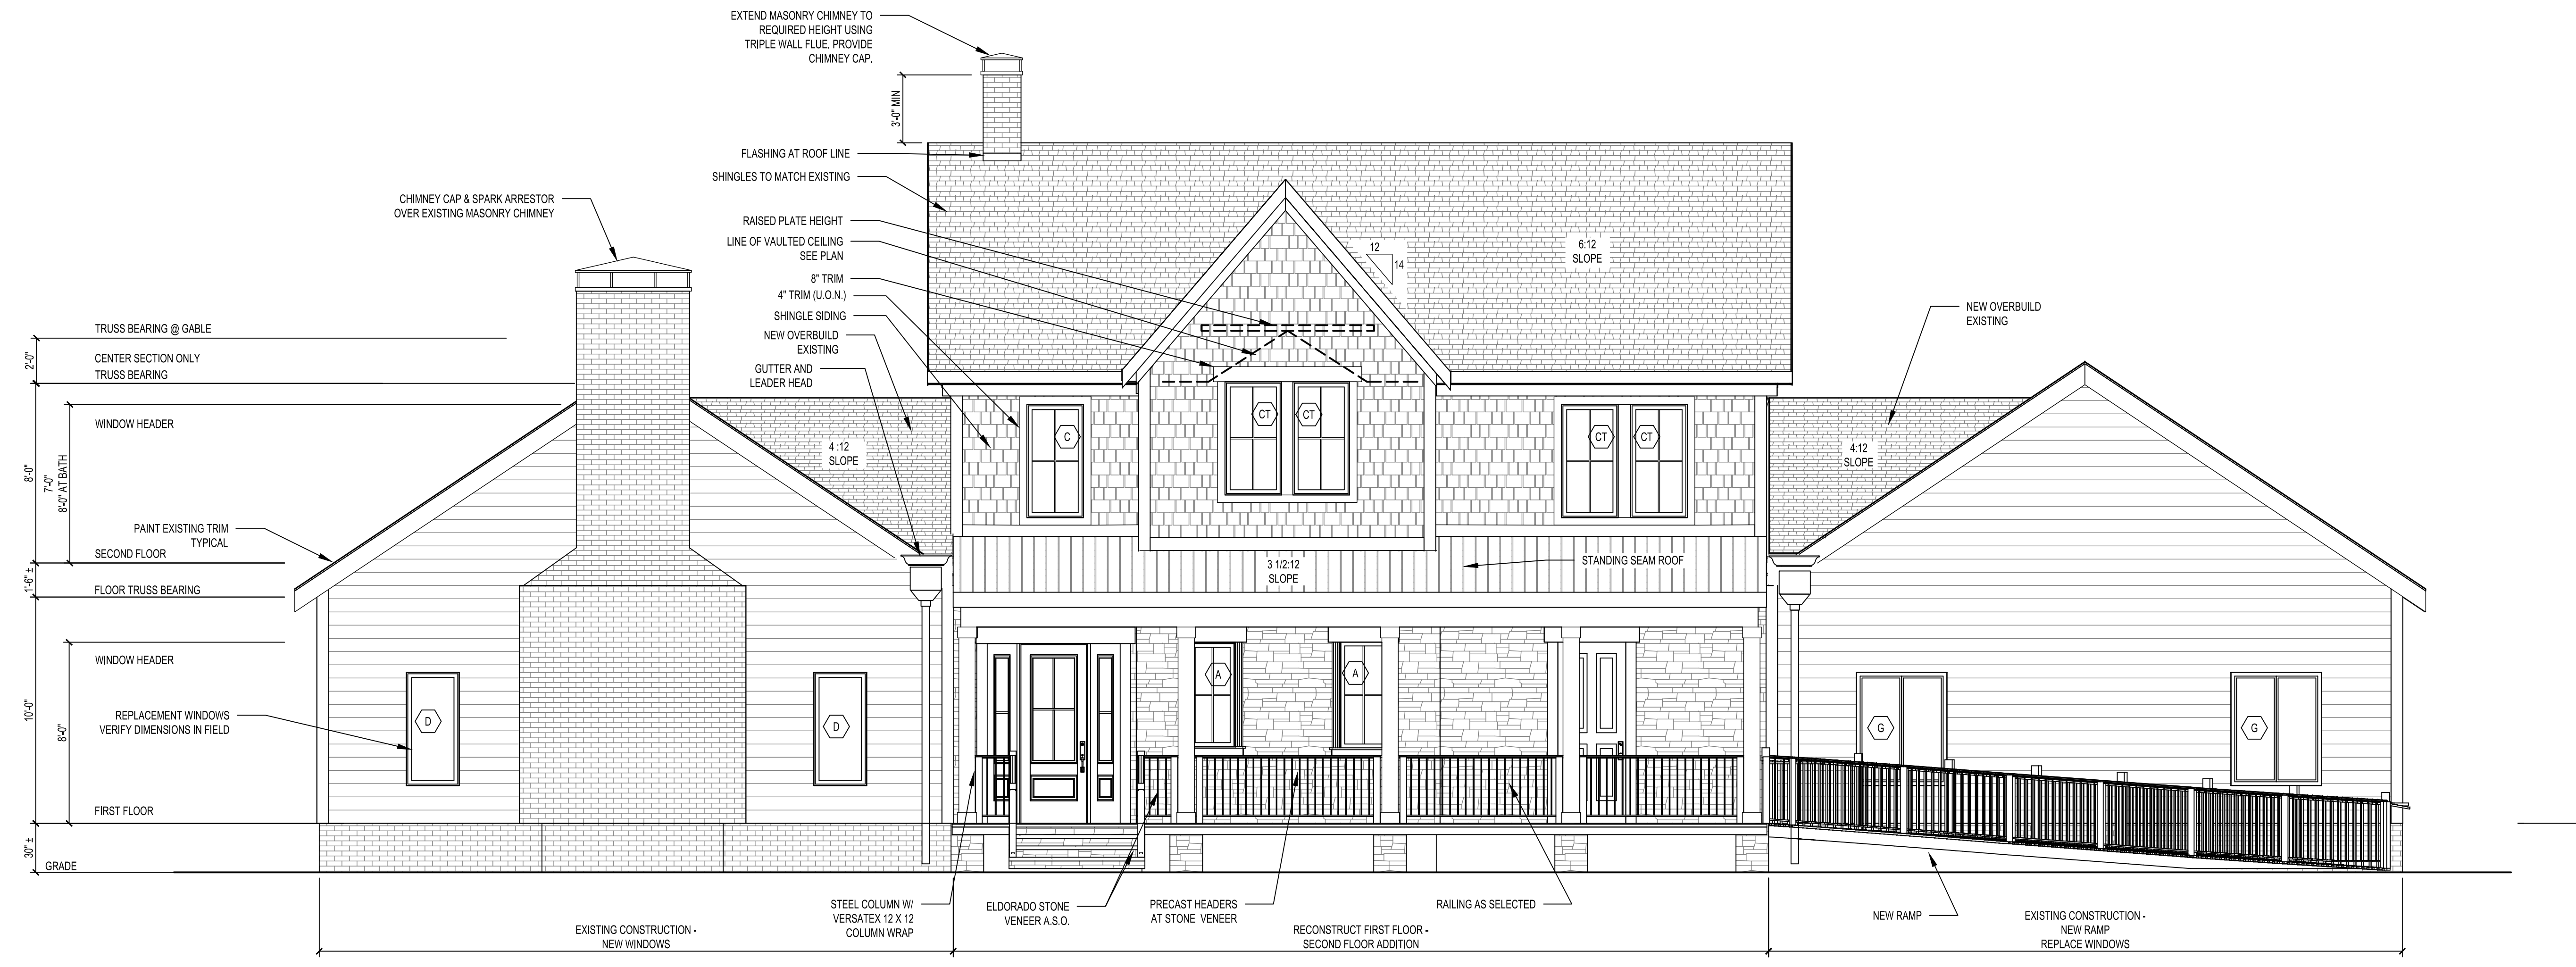 EXTEND MASONRY CHIMNEY TO
REQUIRED HEIGHT USING
TRIPLE WALL FLUE. PROVIDE
CHIMNEY CAP.
3'-0" MIN
FLASHING AT ROOF LINE
SHINGLES TO MATCH EXISTING
CHIMNEY CAP & SPARK ARRESTOR
OVER EXISTING MASONRY CHIMNEY
RAISED PLATE HEIGHT
LINE OF VAULTED CEILING
SEE PLAN
8" TRIM
4" TRIM (U.O.N.)
SHINGLE SIDING
NEW OVERBUILD
EXISTING
GUTTER AND
LEADER HEAD
12
14
6:12
SLOPE
NEW OVERBUILD
EXISTING
TRUSS BEARING @ GABLE
2'-0"
CENTER SECTION ONLY
TRUSS BEARING
WINDOW HEADER
8'-0"
7'-0"
8'-0" AT BATH
4 :12
SLOPE
C
CT
CT
CT
CT
4:12
SLOPE
PAINT EXISTING TRIM
TYPICAL
SECOND FLOOR
1'-6" ±
FLOOR TRUSS BEARING
3 1/2:12
SLOPE
STANDING SEAM ROOF
WINDOW HEADER
10'-0"
8'-0"
REPLACEMENT WINDOWS
VERIFY DIMENSIONS IN FIELD
D
D
A
A
G
G
FIRST FLOOR
30" ±
GRADE
STEEL COLUMN W/
VERSATEX 12 X 12
COLUMN WRAP
ELDORADO STONE
VENEER A.S.O.
PRECAST HEADERS
AT STONE VENEER
RAILING AS SELECTED
NEW RAMP
EXISTING CONSTRUCTION -
NEW WINDOWS
RECONSTRUCT FIRST FLOOR -
SECOND FLOOR ADDITION
EXISTING CONSTRUCTION -
NEW RAMP
REPLACE WINDOWS